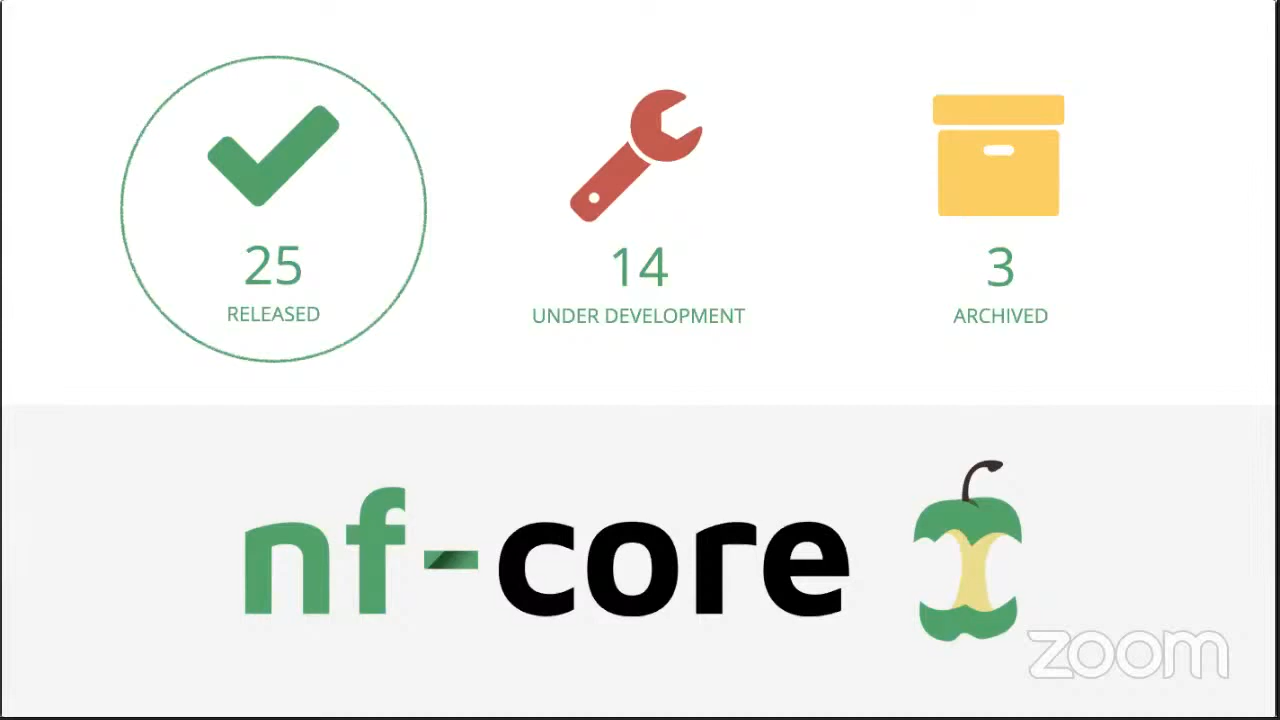 25
RELEASED
14
UNDER DEVELOPMENT
3
ARCHIVED
nf-core
zoom